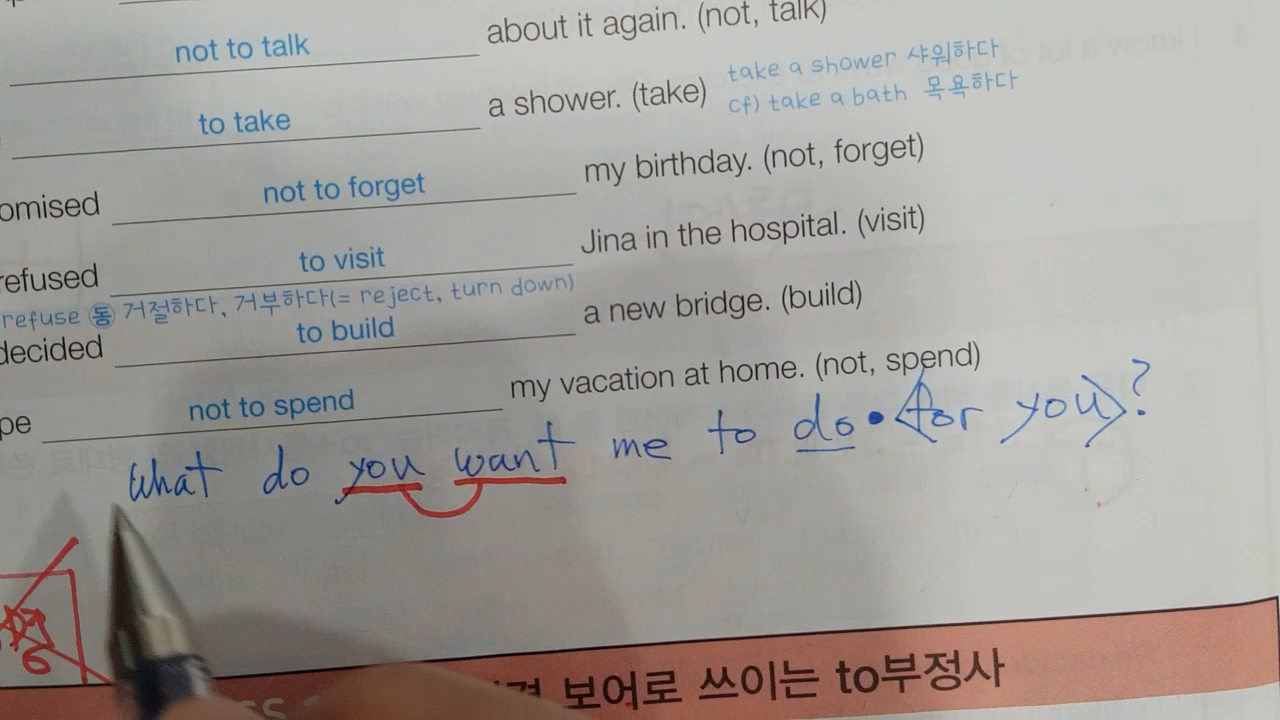 not to talk about it again. (not, talk)
to take a shower. (take) take a shower 샤워하다
cf) take a bath 목욕하다
omised not to forget my birthday. (not, forget)
refused to visit Jina in the hospital. (visit)
refuse 동 거절하다, 거부하다(= reject, turn down)
decided to build a new bridge. (build)
pe not to spend my vacation at home. (not, spend)
What do you want me to do • <for you>?
6
보어로 쓰이는 to부정사